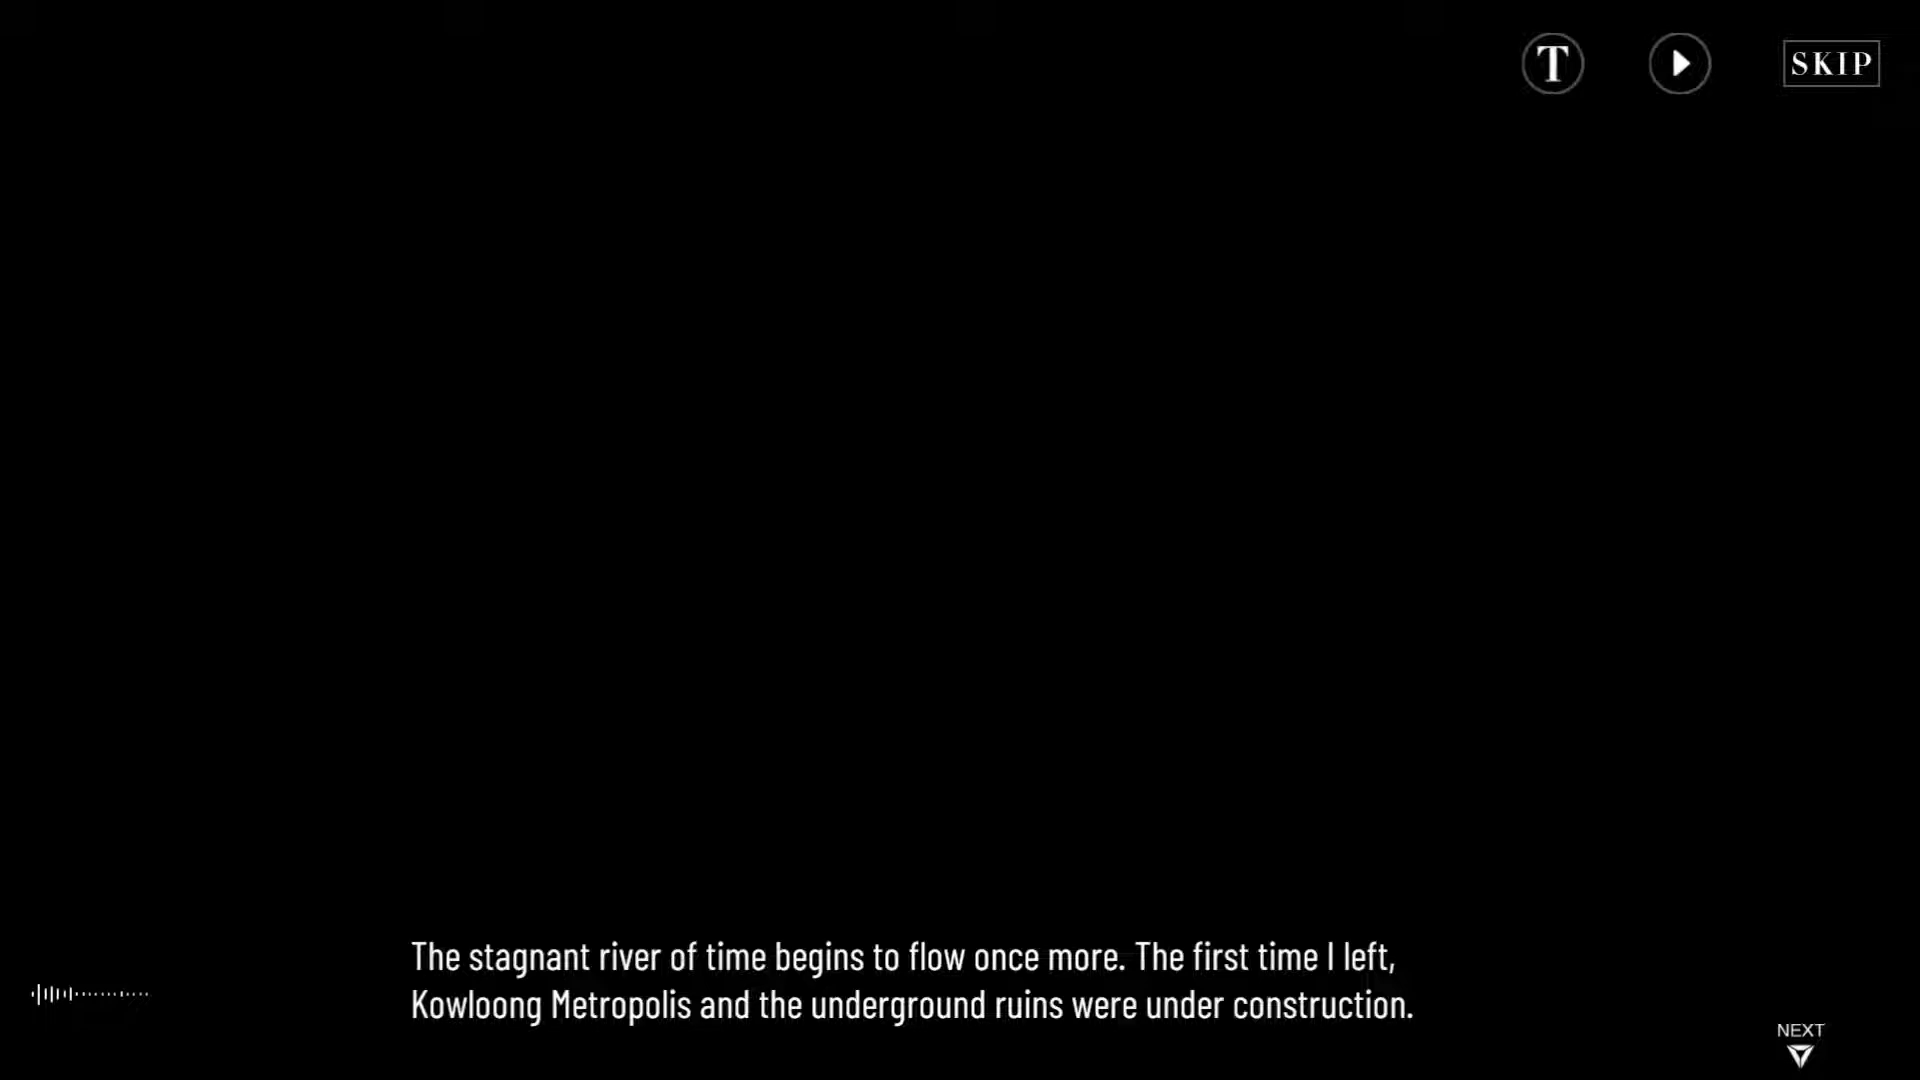 T
SKIP
The stagnant river of time begins to flow once more. The first time I left,
Kowloong Metropolis and the underground ruins were under construction.
NEXT